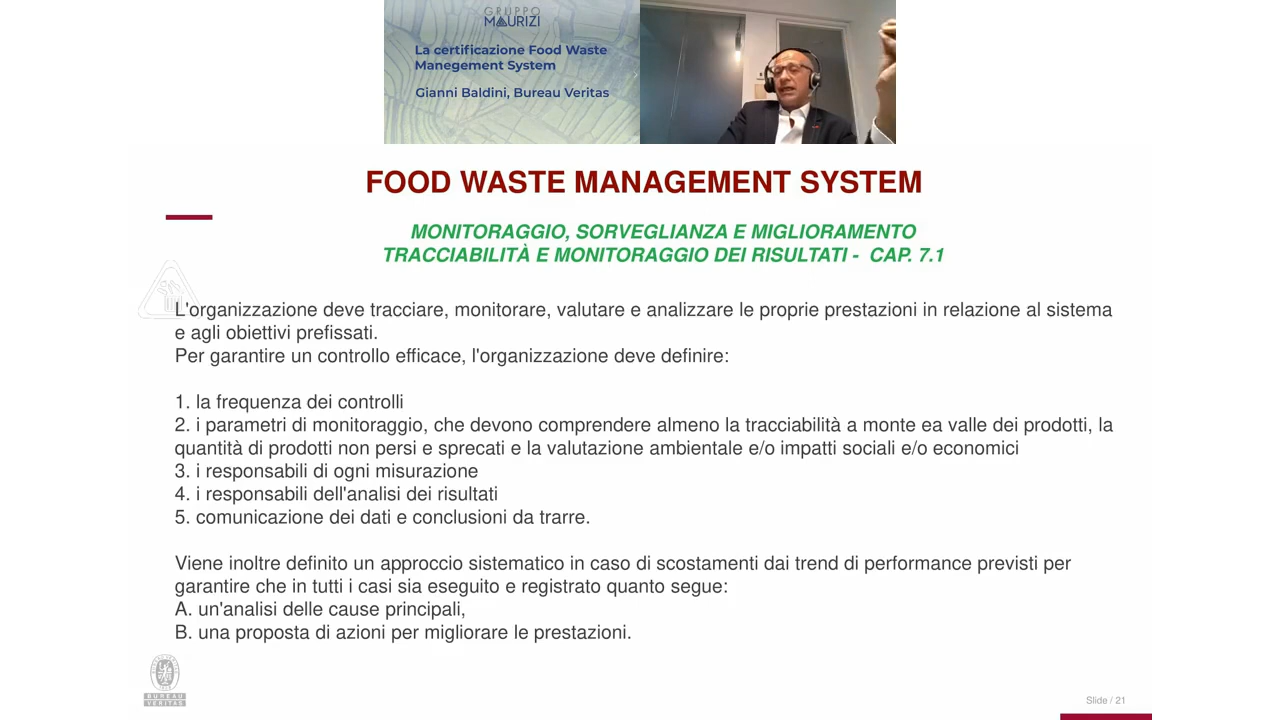 GRUPPO
MAURIZI
La certificazione Food Waste
Mangement System
Gianni Baldini, Bureau Veritas
FOOD WASTE MANAGEMENT SYSTEM
MONITORAGGIO, SORVEGLIANZA E MIGLIORAMENTO
TRACCIABILITÀ E MONITORAGGIO DEI RISULTATI - CAP. 7.1
L'organizzazione deve tracciare, monitorare, valutare e analizzare le proprie prestazioni in relazione al sistema
e agli obiettivi prefissati.
Per garantire un controllo efficace, l'organizzazione deve definire:
1. la frequenza dei controlli
2. i parametri di monitoraggio, che devono comprendere almeno la tracciabilità a monte ea valle dei prodotti, la
quantità di prodotti non persi e sprecati e la valutazione ambientale e/o impatti sociali e/o economici
3. i responsabili di ogni misurazione
4. i responsabili dell'analisi dei risultati
5. comunicazione dei dati e conclusioni da trarre.
Viene inoltre definito un approccio sistematico in caso di scostamenti dai trend di performance previsti per
garantire che in tutti i casi sia eseguito e registrato quanto segue:
A. un'analisi delle cause principali,
B. una proposta di azioni per migliorare le prestazioni.
BUREAU
VERITAS
Slide / 21